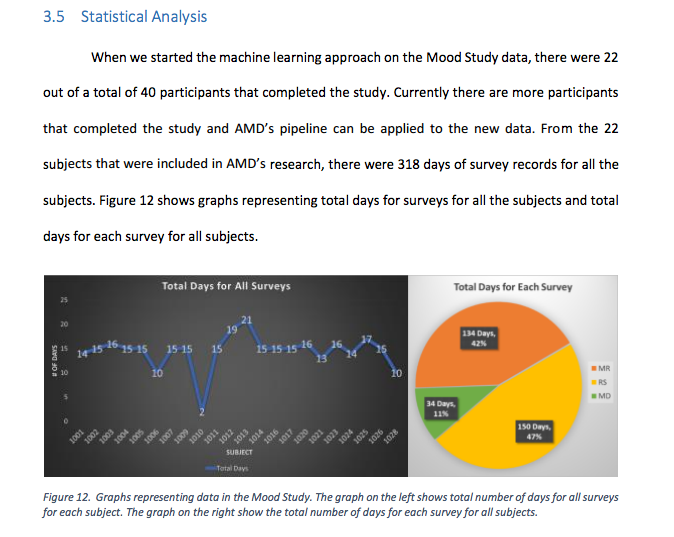 3.5 Statistical Analysis
When we started the machine learning approach on the Mood Study data, there were 22
out of a total of 40 participants that completed the study. Currently there are more participants
that completed the study and AMD's pipeline can be applied to the new data. From the 22
subjects that were included in AMD's research, there were 318 days of survey records for all the
subjects. Figure 12 shows graphs representing total days for surveys for all the subjects and total
days for each survey for all subjects.
Total Days for All Surveys
# OF DAYS
25
20
15
10
5
0
14 15 16 15 15 10 15 15 2 15 19 21 15 15 15 16 13 16 14 17 15 10
1001 1002 1003 1004 1005 1006 1007 1009 1010 1011 1012 1013 1014 1016 1017 1020 1021 1023 1024 1025 1026 1028
SUBJECT
Total Days
Total Days for Each Survey
134 Days,
42%
34 Days,
11%
150 Days,
47%
MR
RS
MD
Figure 12. Graphs representing data in the Mood Study. The graph on the left shows total number of days for all surveys
for each subject. The graph on the right show the total number of days for each survey for all subjects.